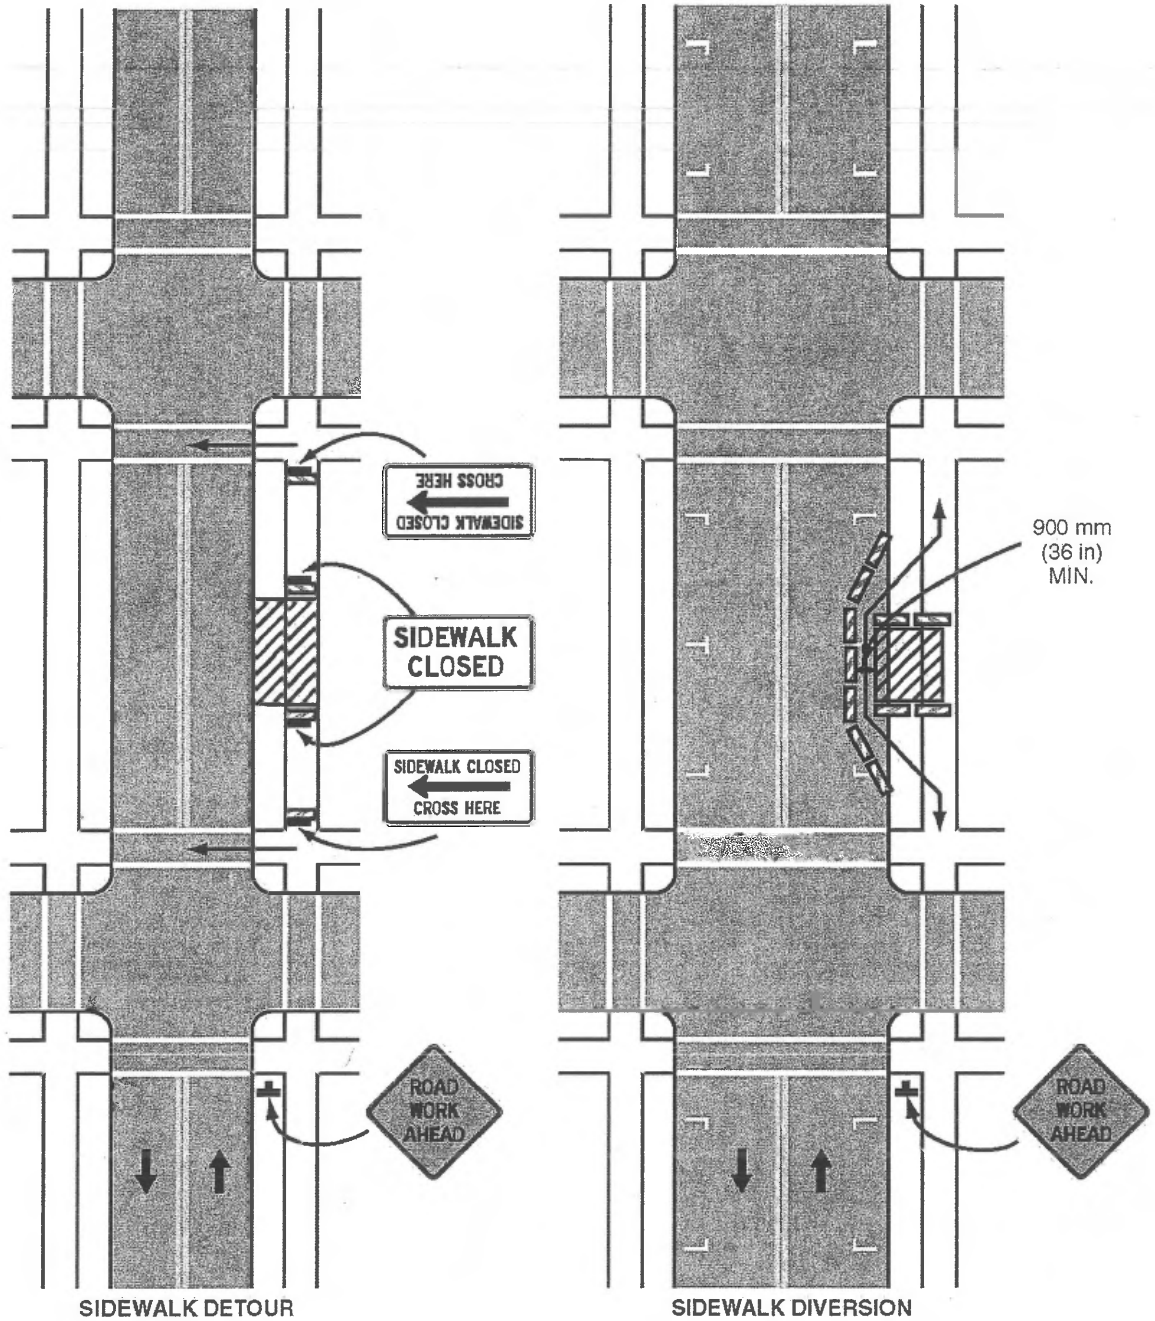 CROSS HERE
SIDEWALK CLOSED
900 mm
(36 in)
MIN.
SIDEWALK
CLOSED
SIDEWALK CLOSED
CROSS HERE
ROAD
WORK
AHEAD
ROAD
WORK
AHEAD
SIDEWALK DETOUR
SIDEWALK DIVERSION